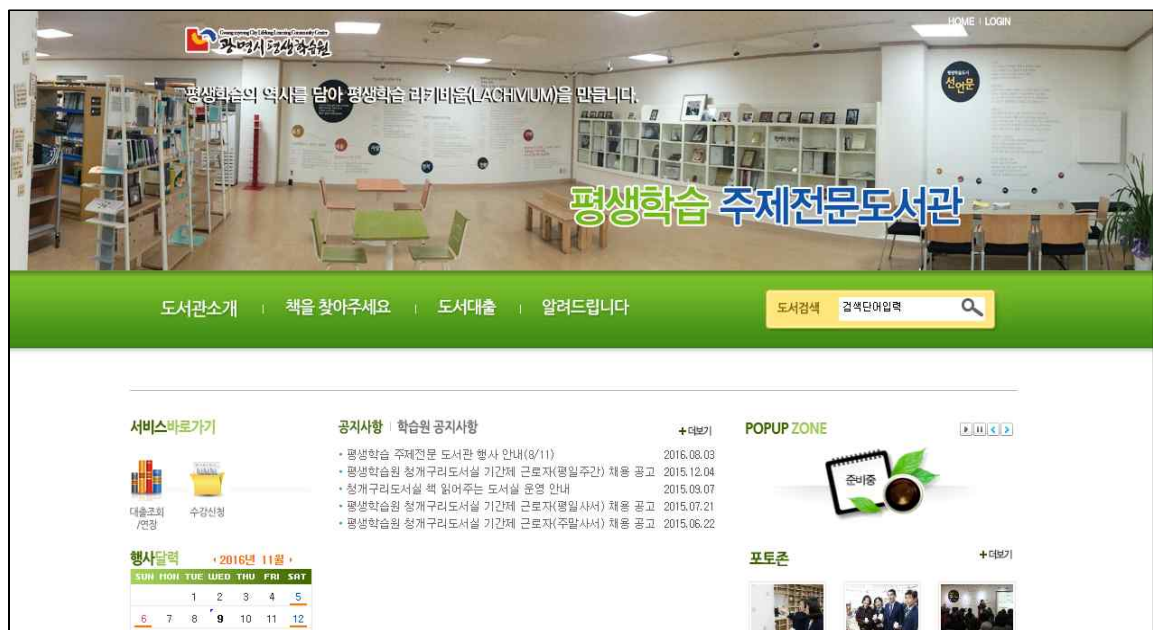 HOME | LOGIN
광명시평생학습원
평생학습의 역사를 담아 평생학습 라키비움(LACHIVIUM)을 만듭니다.
선언문
평생학습 주제전문도서관
도서관소개 | 책을 찾아주세요 | 도서대출 | 알려드립니다
도서검색 검색단어입력
서비스바로가기
대출조회
/연장
수강신청
공지사항 | 학습원 공지사항 +더보기
• 평생학습 주제전문 도서관 행사 안내(8/11) 2016.08.03
• 평생학습원 청개구리도서실 기간제 근로자(평일주간) 채용 공고 2015.12.04
• 청개구리도서실 책 읽어주는 도서실 운영 안내 2015.09.07
• 평생학습원 청개구리도서실 기간제 근로자(평일사서) 채용 공고 2015.07.21
• 평생학습원 청개구리도서실 기간제 근로자(주말사서) 채용 공고 2015.06.22
POPUP ZONE
준비중
행사달력 2016년 11월
SUN MON TUE WED THU FRI SAT
1 2 3 4 5
6 7 8 9 10 11 12
포토존 +더보기